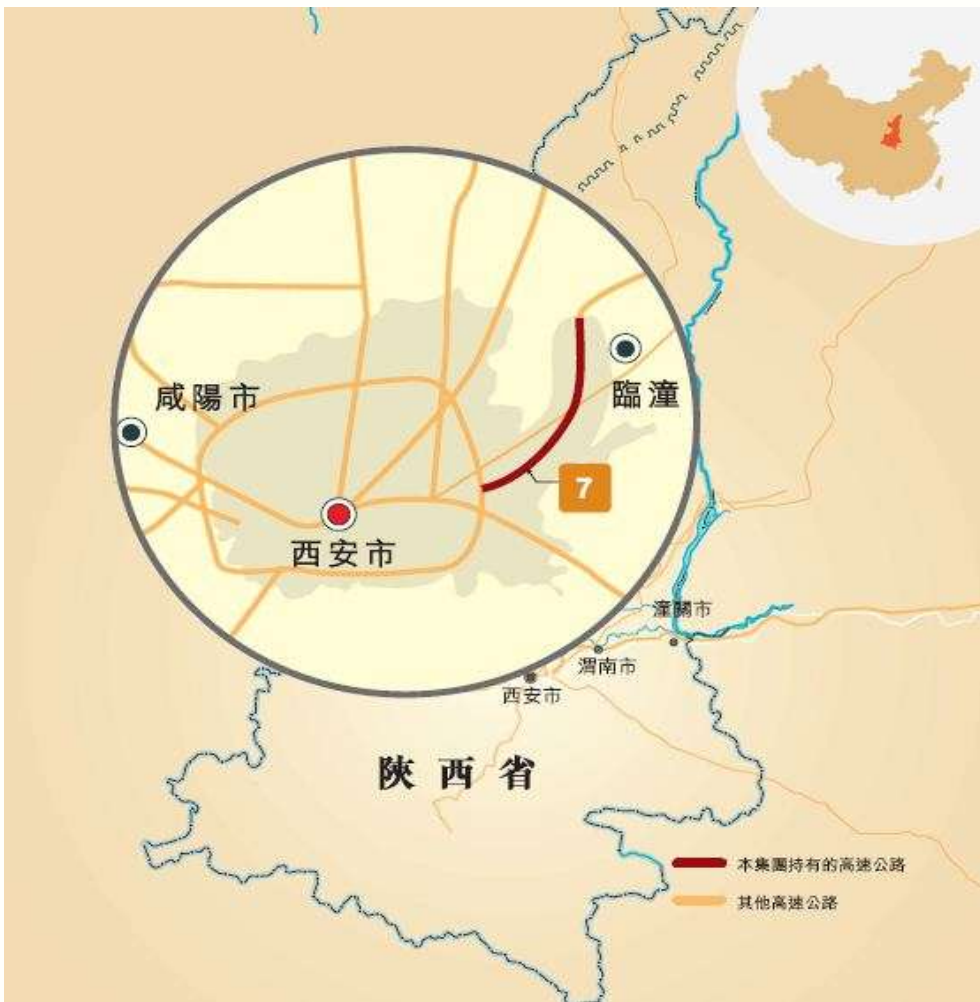 咸陽市
臨潼
7
西安市
潼關市
渭南市
西安市
陝西省
本集團持有的高速公路
其他高速公路